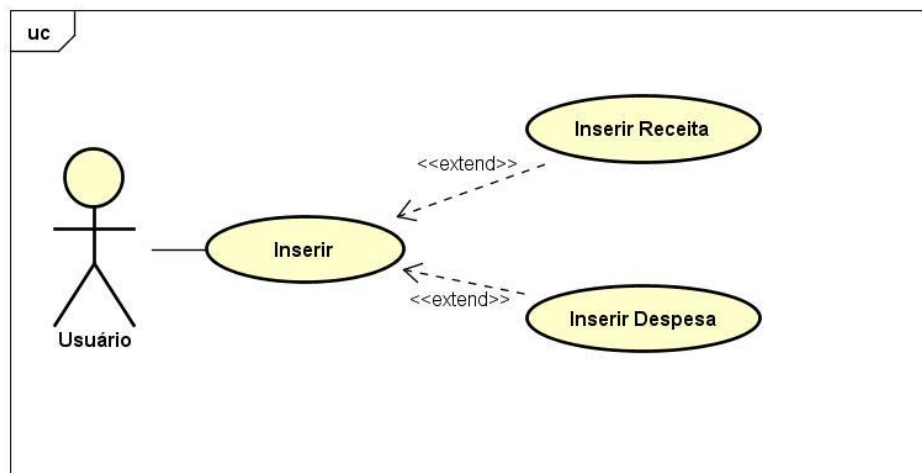 uc
Inserir Receita
<<extend>>
Inserir
<<extend>>
Inserir Despesa
Usuário